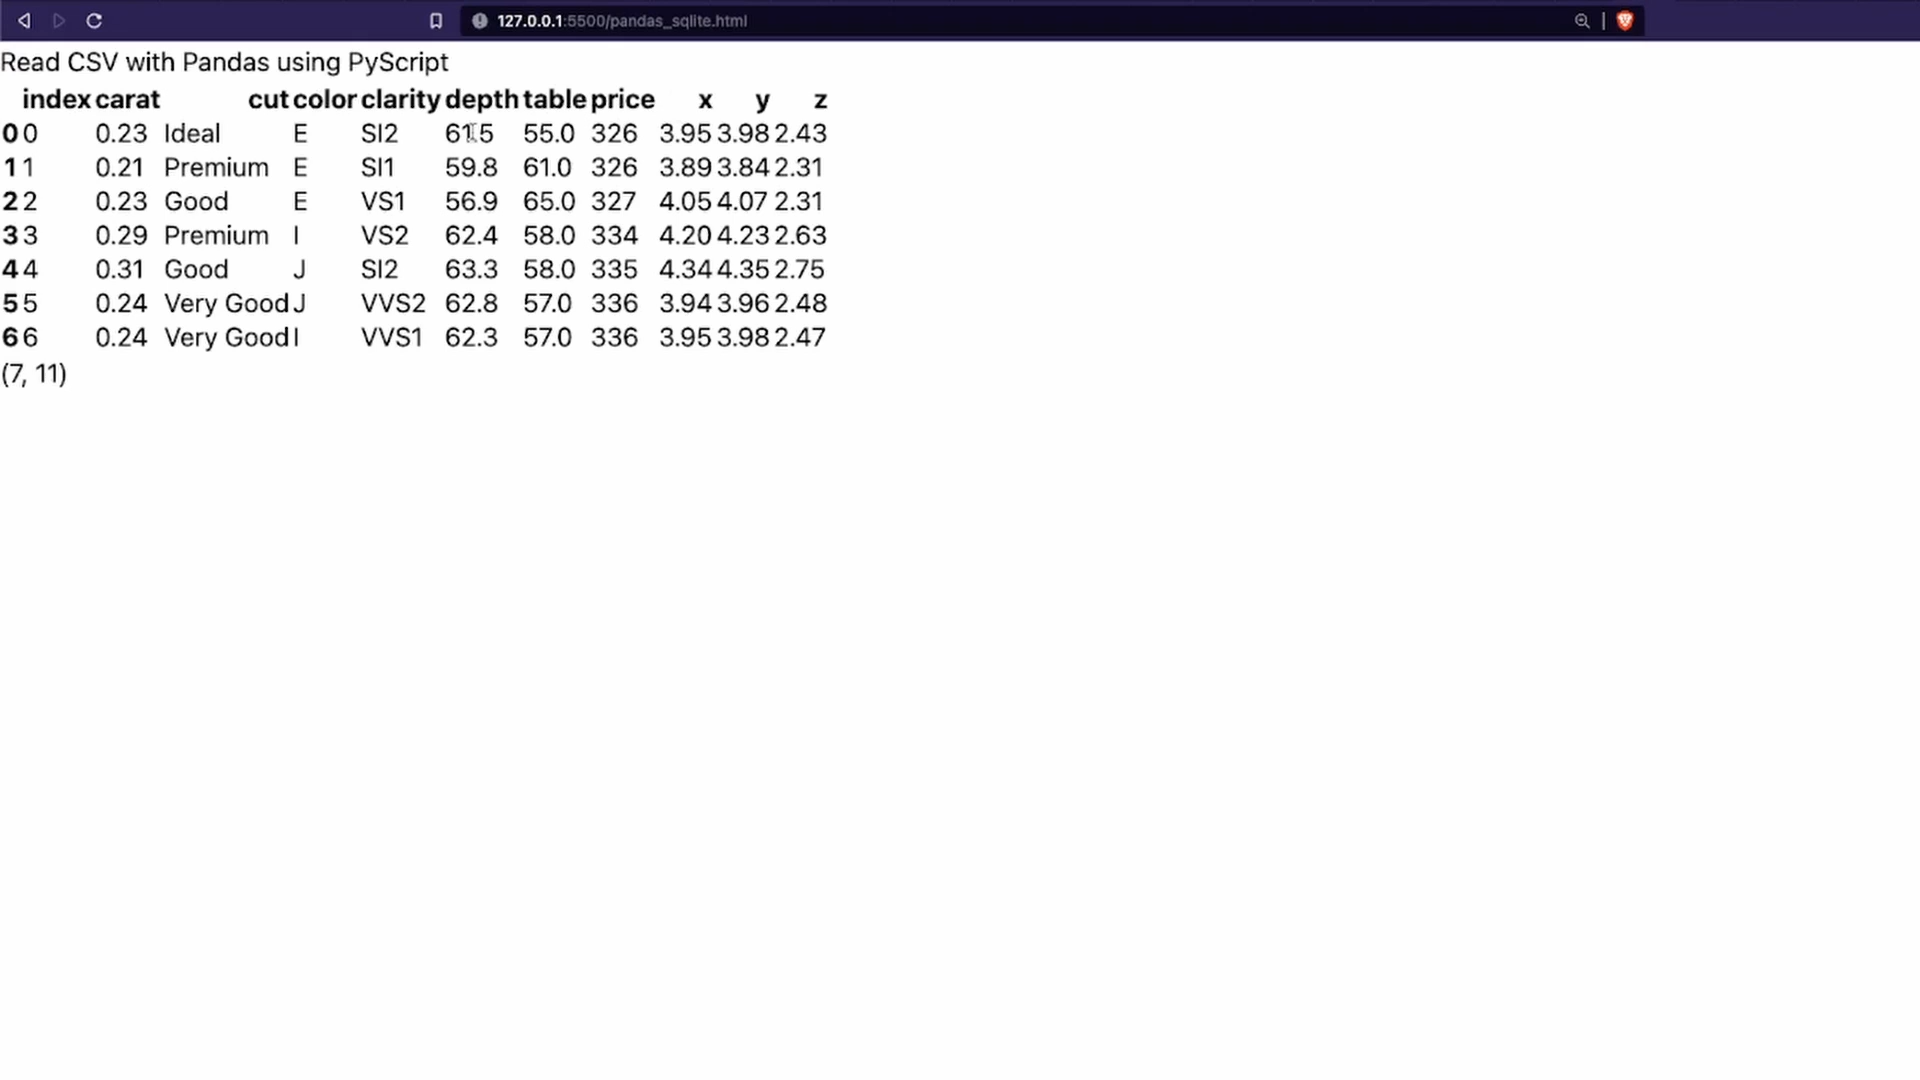 127.0.0.1:5500/pandas_sqlite.html
Read CSV with Pandas using PyScript
index carat cut color clarity depth table price x y z
0 0 0.23 Ideal E SI2 61.5 55.0 326 3.95 3.98 2.43
1 1 0.21 Premium E SI1 59.8 61.0 326 3.89 3.84 2.31
2 2 0.23 Good E VS1 56.9 65.0 327 4.05 4.07 2.31
3 3 0.29 Premium I VS2 62.4 58.0 334 4.20 4.23 2.63
4 4 0.31 Good J SI2 63.3 58.0 335 4.34 4.35 2.75
5 5 0.24 Very Good J VVS2 62.8 57.0 336 3.94 3.96 2.48
6 6 0.24 Very Good I VVS1 62.3 57.0 336 3.95 3.98 2.47
(7, 11)